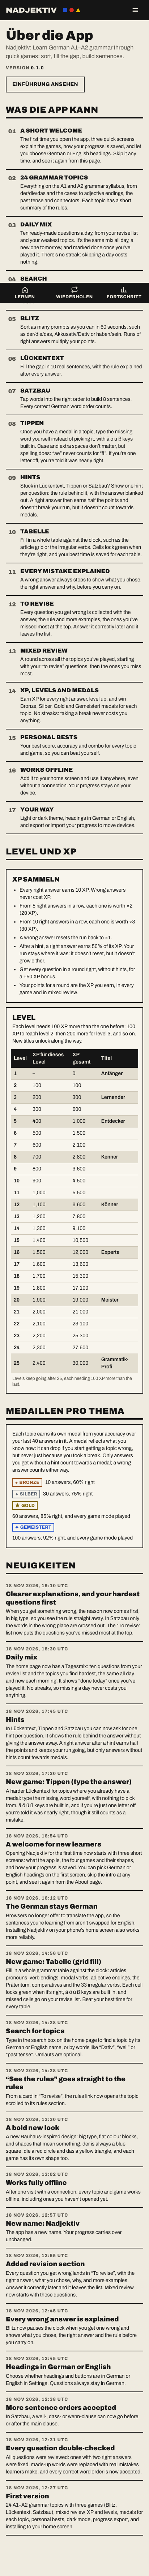 NADJEKTIV
Über die App
Nadjektiv: Learn German A1–A2 grammar through
quick games: sort, fill the gap, build sentences.
VERSION 0.1.0
EINFÜHRUNG ANSEHEN
WAS DIE APP KANN
01 A SHORT WELCOME
The first time you open the app, three quick screens
explain the games, how your progress is saved, and let
you choose German or English headings. Skip it any
time, and see it again from this page.
02 24 GRAMMAR TOPICS
Everything on the A1 and A2 grammar syllabus, from
der/die/das and the cases to adjective endings, the
past tense and connectors. Each topic has a short
summary of the rules.
03 DAILY MIX
Ten ready-made questions a day, from your review list
and your weakest topics. It's the same mix all day, a
new one tomorrow, and marked done once you've
played it. There's no streak: skipping a day costs
nothing.
04 SEARCH
LERNEN
WIEDERHOLEN
FORTSCHRITT
05 BLITZ
Sort as many prompts as you can in 60 seconds, such
as der/die/das, Akkusativ/Dativ or haben/sein. Runs of
right answers multiply your points.
06 LÜCKENTEXT
Fill the gap in 10 real sentences, with the rule explained
after every answer.
07 SATZBAU
Tap words into the right order to build 8 sentences.
Every correct German word order counts.
08 TIPPEN
Once you have a medal in a topic, type the missing
word yourself instead of picking it: with ä ö ü ß keys
built in. Case and extra spaces don't matter, but
spelling does: "ae" never counts for "ä". If you're one
letter off, you're told it was nearly right.
09 HINTS
Stuck in Lückentext, Tippen or Satzbau? Show one hint
per question: the rule behind it, with the answer blanked
out. A right answer then earns half the points and
doesn't break your run, but it doesn't count towards
medals.
10 TABELLE
Fill in a whole table against the clock, such as the
article grid or the irregular verbs. Cells lock green when
they're right, and your best time is saved for each table.
11 EVERY MISTAKE EXPLAINED
A wrong answer always stops to show what you chose,
the right answer and why, before you carry on.
12 TO REVISE
Every question you get wrong is collected with the
answer, the rule and more examples, the ones you've
missed most at the top. Answer it correctly later and it
leaves the list.
13 MIXED REVIEW
A round across all the topics you've played, starting
with your "to revise" questions, then the ones you miss
most.
14 XP, LEVELS AND MEDALS
Earn XP for every right answer, level up, and win
Bronze, Silber, Gold and Gemeistert medals for each
topic. No streaks: taking a break never costs you
anything.
15 PERSONAL BESTS
Your best score, accuracy and combo for every topic
and game, so you can beat yourself.
16 WORKS OFFLINE
Add it to your home screen and use it anywhere, even
without a connection. Your progress stays on your
device.
17 YOUR WAY
Light or dark theme, headings in German or English,
and export or import your progress to move devices.
LEVEL UND XP
XP SAMMELN
• Every right answer earns 10 XP. Wrong answers
never cost XP.
• From 5 right answers in a row, each one is worth ×2
(20 XP).
• From 10 right answers in a row, each one is worth ×3
(30 XP).
• A wrong answer resets the run back to ×1.
• After a hint, a right answer earns 50% of its XP. Your
run stays where it was: it doesn't reset, but it doesn't
grow either.
• Get every question in a round right, without hints, for
a +50 XP bonus.
• Your points for a round are the XP you earn, in every
game and in mixed review.
LEVEL
Each level needs 100 XP more than the one before: 100
XP to reach level 2, then 200 more for level 3, and so on.
New titles unlock along the way.
Level XP für dieses Level XP gesamt Titel
1 – 0 Anfänger
2 100 100
3 200 300 Lernender
4 300 600
5 400 1,000 Entdecker
6 500 1,500
7 600 2,100
8 700 2,800 Kenner
9 800 3,600
10 900 4,500
11 1,000 5,500
12 1,100 6,600 Könner
13 1,200 7,800
14 1,300 9,100
15 1,400 10,500
16 1,500 12,000 Experte
17 1,600 13,600
18 1,700 15,300
19 1,800 17,100
20 1,900 19,000 Meister
21 2,000 21,000
22 2,100 23,100
23 2,200 25,300
24 2,300 27,600
25 2,400 30,000 Grammatik-Profi
Levels keep going after 25, each needing 100 XP more than the
last.
MEDAILLEN PRO THEMA
Each topic earns its own medal from your accuracy over
your last 40 answers in it. A medal reflects what you
know now: it can drop if you start getting a topic wrong,
but never just because you took a break. Only answers
you get without a hint count towards a medal; a wrong
answer counts either way.
BRONZE 10 answers, 60% right
SILBER 30 answers, 75% right
GOLD
60 answers, 85% right, and every game mode played
GEMEISTERT
100 answers, 92% right, and every game mode played
NEUIGKEITEN
18 NOV 2026, 19:10 UTC
Clearer explanations, and your hardest
questions first
When you get something wrong, the reason now comes first,
in big type, so you see the rule straight away. In Satzbau only
the words in the wrong place are marked red. The "To revise"
list now puts the questions you've missed most at the top.
18 NOV 2026, 18:30 UTC
Daily mix
The home page now has a Tagesmix: ten questions from your
review list and the topics you find hardest, the same all day
and new each morning. It shows "done today" once you've
played it. No streaks, so missing a day never costs you
anything.
18 NOV 2026, 17:45 UTC
Hints
In Lückentext, Tippen and Satzbau you can now ask for one
hint per question. It shows the rule behind the answer without
giving the answer away. A right answer after a hint earns half
the points and keeps your run going, but only answers without
hints count towards medals.
18 NOV 2026, 17:20 UTC
New game: Tippen (type the answer)
A harder Lückentext for topics where you already have a
medal: type the missing word yourself, with nothing to pick
from. ä ö ü ß keys are built in, and if you're just one letter off
you're told it was nearly right, though it still counts as a
mistake.
18 NOV 2026, 16:54 UTC
A welcome for new learners
Opening Nadjektiv for the first time now starts with three short
screens: what the app is, the four games and their shapes,
and how your progress is saved. You can pick German or
English headings on the first screen, skip the intro at any
point, and see it again from the About page.
18 NOV 2026, 16:12 UTC
The German stays German
Browsers no longer offer to translate the app, so the
sentences you're learning from aren't swapped for English.
Installing Nadjektiv on your phone's home screen also works
more reliably.
18 NOV 2026, 14:56 UTC
New game: Tabelle (grid fill)
Fill in a whole grammar table against the clock: articles,
pronouns, verb endings, modal verbs, adjective endings, the
Präteritum, comparatives and the 32 irregular verbs. Each cell
locks green when it's right, ä ö ü ß are built in, and your
missed cells go on your revise list. Beat your best time for
every table.
18 NOV 2026, 14:28 UTC
Search for topics
Type in the search box on the home page to find a topic by its
German or English name, or by words like "Dativ", "weil" or
"past tense". Umlauts are optional.
18 NOV 2026, 14:28 UTC
"See the rules" goes straight to the
rules
From a card in "To revise", the rules link now opens the topic
scrolled to its rules section.
18 NOV 2026, 13:30 UTC
A bold new look
A new Bauhaus-inspired design: big type, flat colour blocks,
and shapes that mean something. der is always a blue
square, die a red circle and das a yellow triangle, and each
game has its own shape too.
18 NOV 2026, 13:02 UTC
Works fully offline
After one visit with a connection, every topic and game works
offline, including ones you haven't opened yet.
18 NOV 2026, 12:57 UTC
New name: Nadjektiv
The app has a new name. Your progress carries over
unchanged.
18 NOV 2026, 12:55 UTC
Added revision section
Every question you get wrong lands in "To revise", with the
right answer, what you chose, why, and more examples.
Answer it correctly later and it leaves the list. Mixed review
now starts with these questions.
18 NOV 2026, 12:45 UTC
Every wrong answer is explained
Blitz now pauses the clock when you get one wrong and
shows what you chose, the right answer and the rule before
you carry on.
18 NOV 2026, 12:45 UTC
Headings in German or English
Choose whether headings and buttons are in German or
English in Settings. Questions always stay in German.
18 NOV 2026, 12:38 UTC
More sentence orders accepted
In Satzbau, a weil-, dass- or wenn-clause can now go before
or after the main clause.
18 NOV 2026, 12:31 UTC
Every question double-checked
All questions were reviewed: ones with two right answers
were fixed, made-up words were replaced with real mistakes
learners make, and every correct word order is now accepted.
18 NOV 2026, 12:27 UTC
First version
24 A1–A2 grammar topics with three games (Blitz,
Lückentext, Satzbau), mixed review, XP and levels, medals for
each topic, personal bests, dark mode, progress export, and
installing to your home screen.